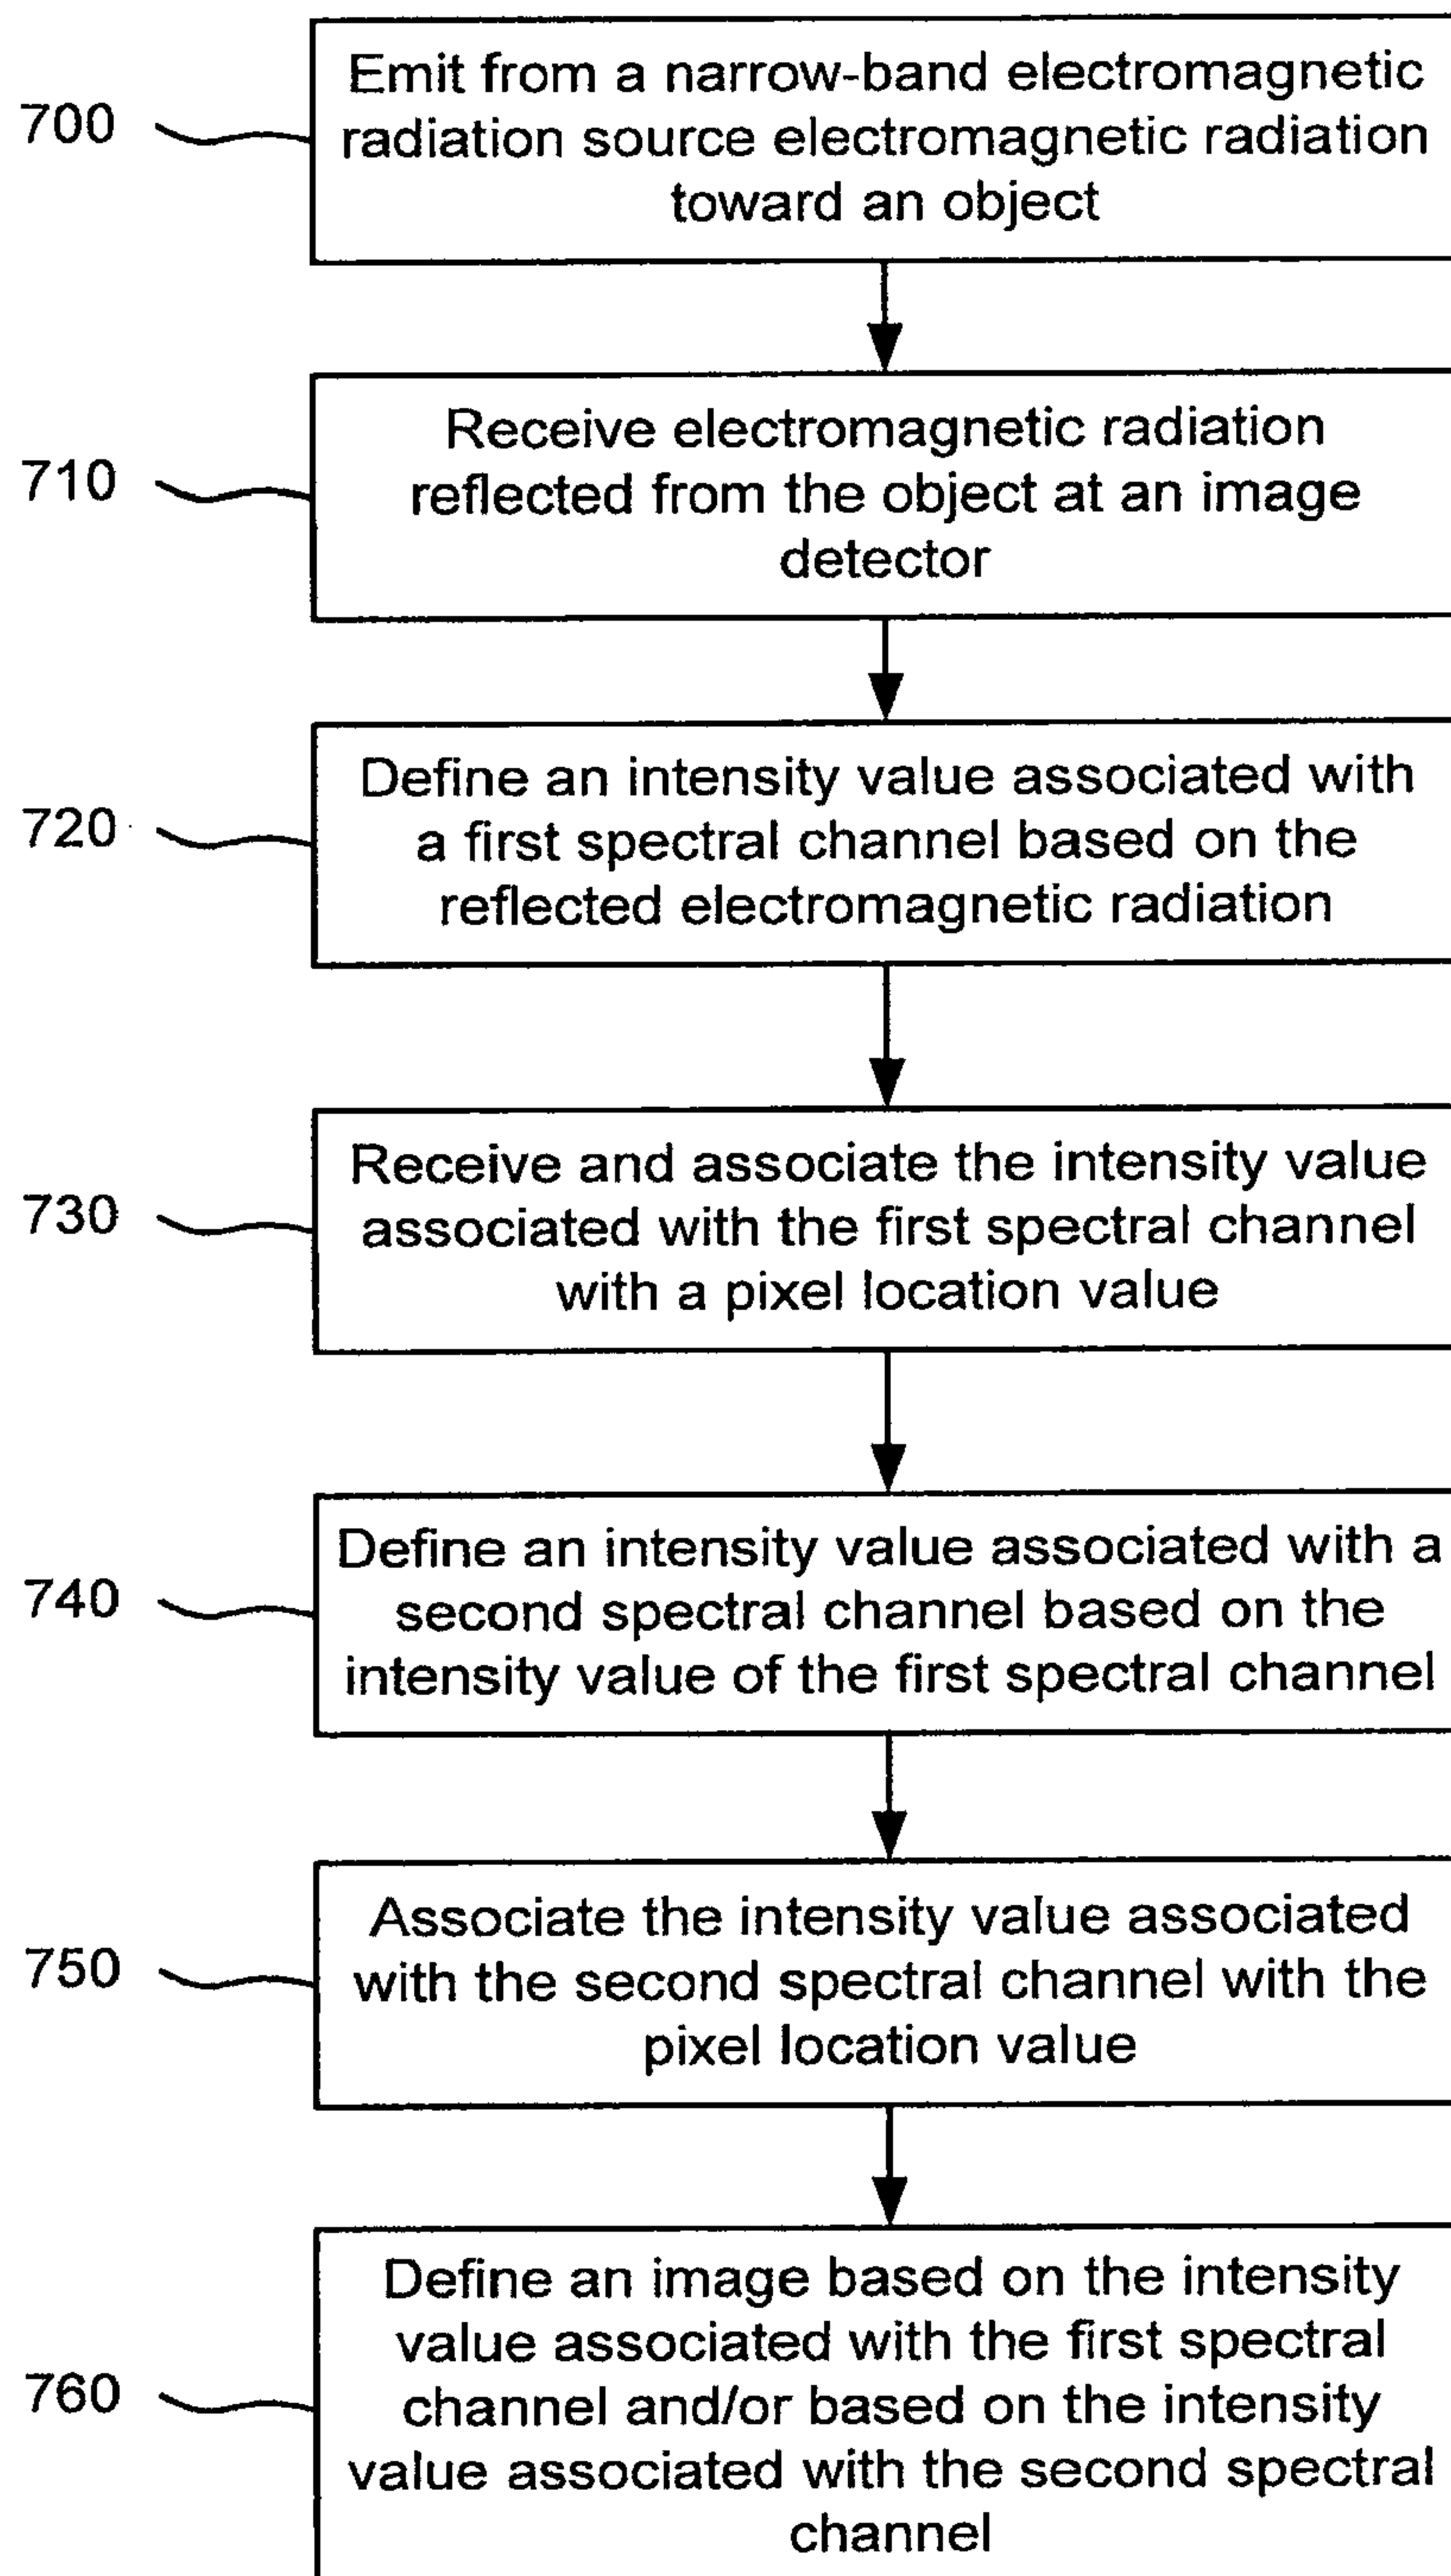 700
Emit from a narrow-band electromagnetic
radiation source electromagnetic radiation
toward an object
710
Receive electromagnetic radiation
reflected from the object at an image
detector
720
Define an intensity value associated with
a first spectral channel based on the
reflected electromagnetic radiation
730
Receive and associate the intensity value
associated with the first spectral channel
with a pixel location value
740
Define an intensity value associated with a
second spectral channel based on the
intensity value of the first spectral channel
750
Associate the intensity value associated
with the second spectral channel with the
pixel location value
760
Define an image based on the intensity
value associated with the first spectral
channel and/or based on the intensity
value associated with the second spectral
channel